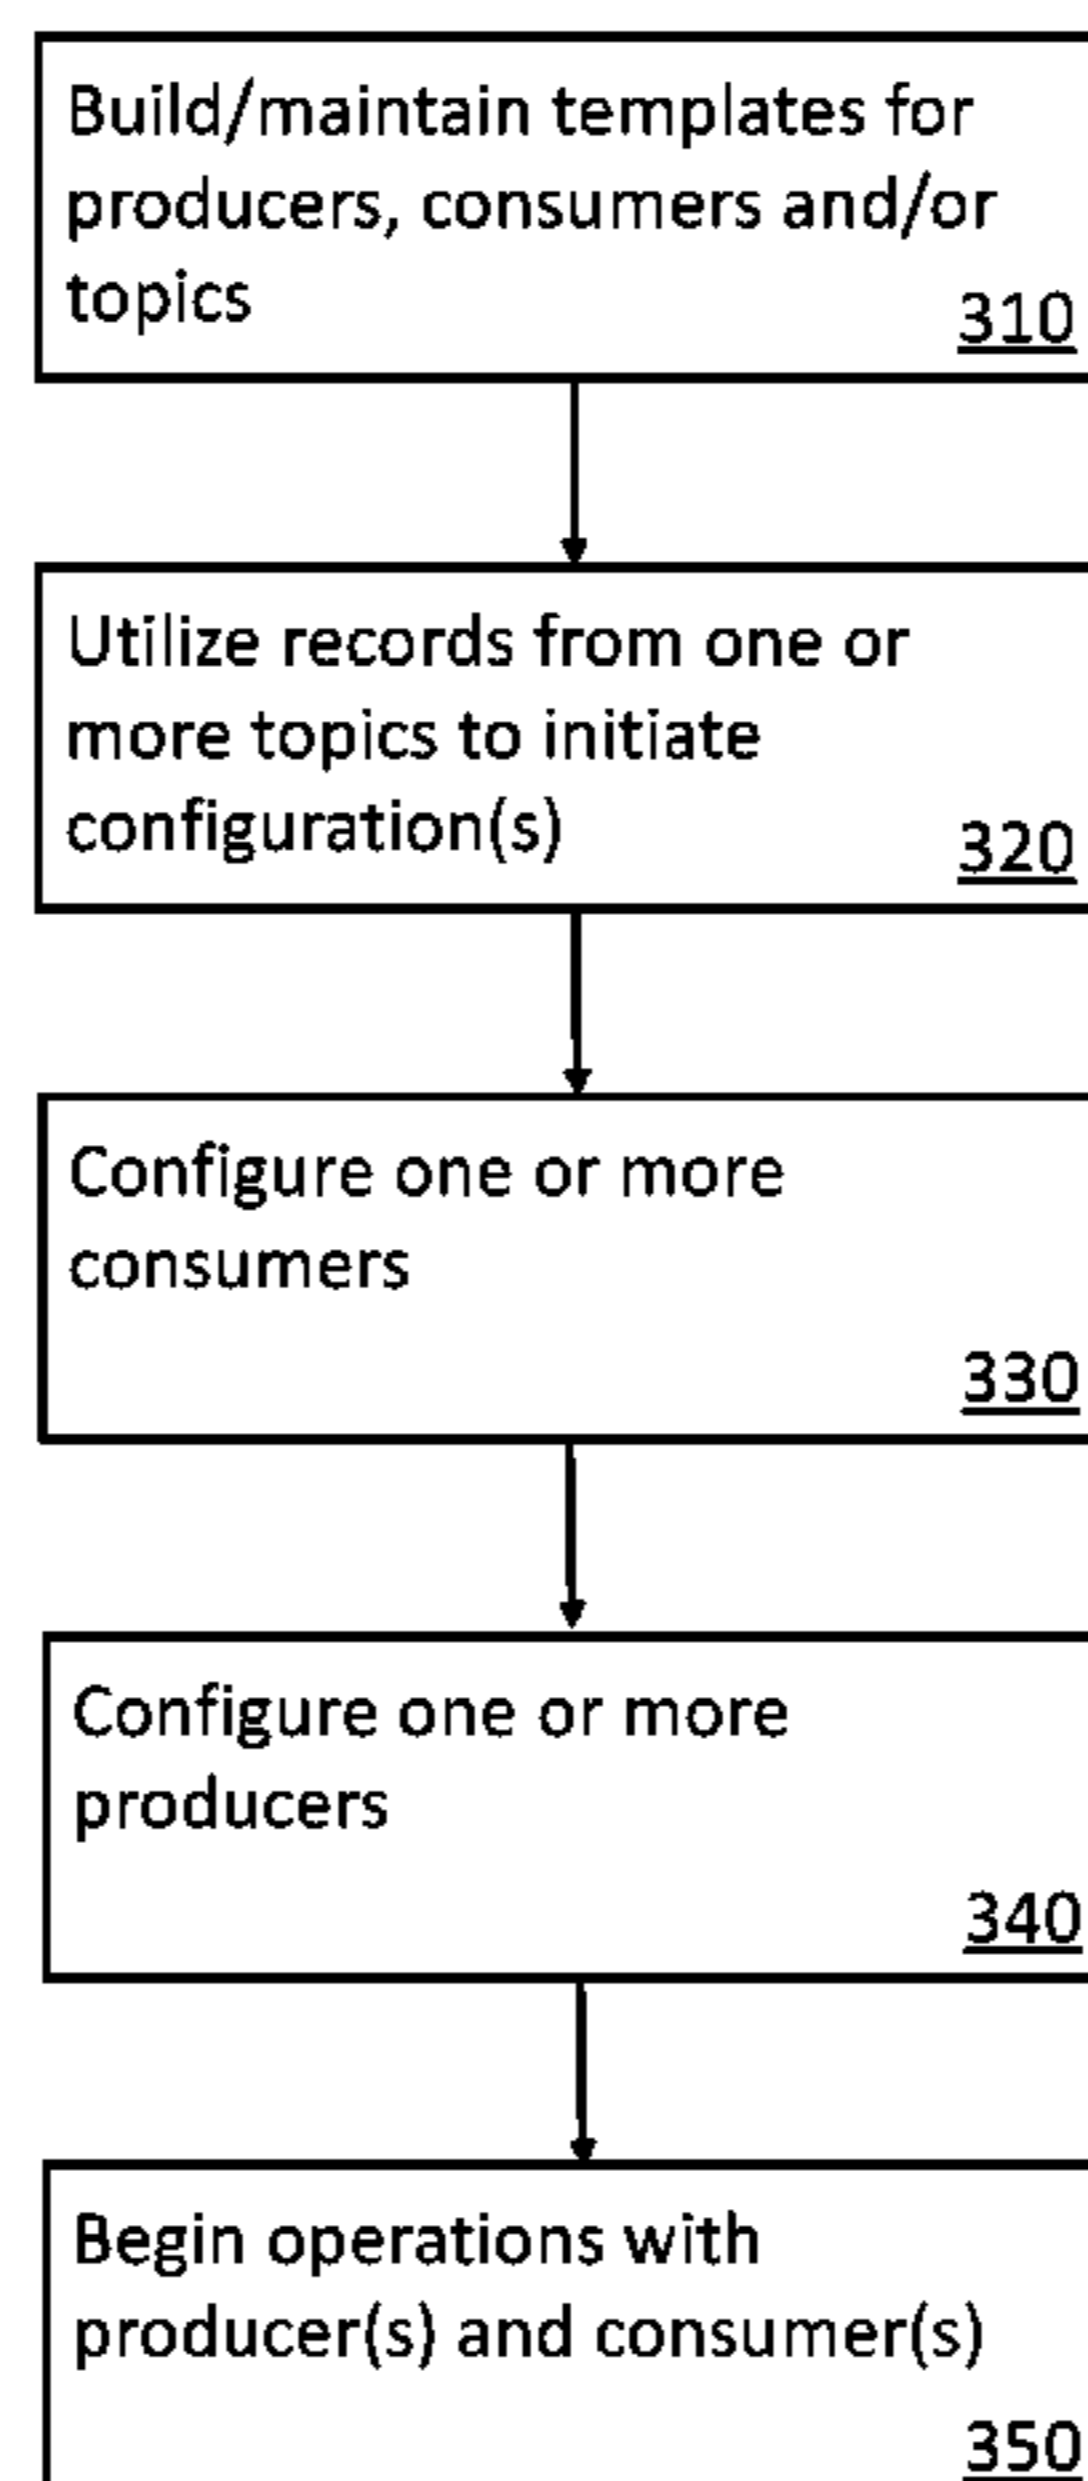 Build/maintain templates for
producers, consumers and/or
topics
310
Utilize records from one or
more topics to initiate
configuration(s)
320
Configure one or more
consumers
330
Configure one or more
producers
340
Begin operations with
producer(s) and consumer(s)
350